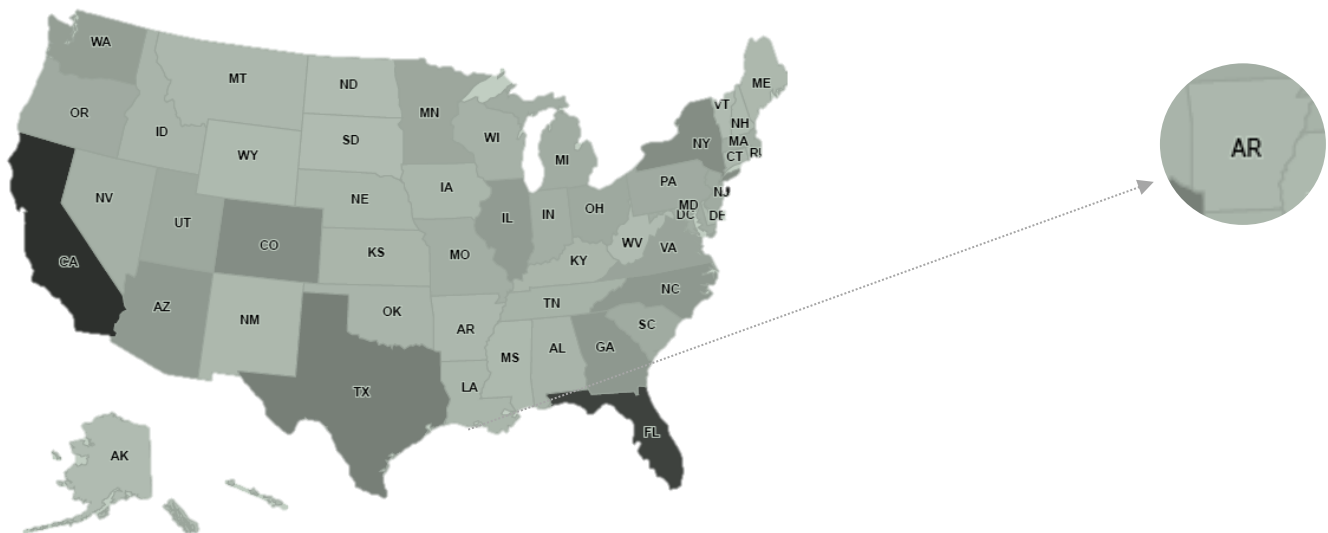 WA
MT
ND
MN
ME
VT
OR
ID
SD
WI
NH
NY
MA
WY
MI
CT
RI
IA
PA
NV
NE
NJ
UT
IL
IN
OH
MD
DC
DE
CO
KS
MO
WV
VA
CA
KY
AZ
NM
OK
TN
NC
AR
SC
MS
AL
GA
TX
LA
FL
AK
AR